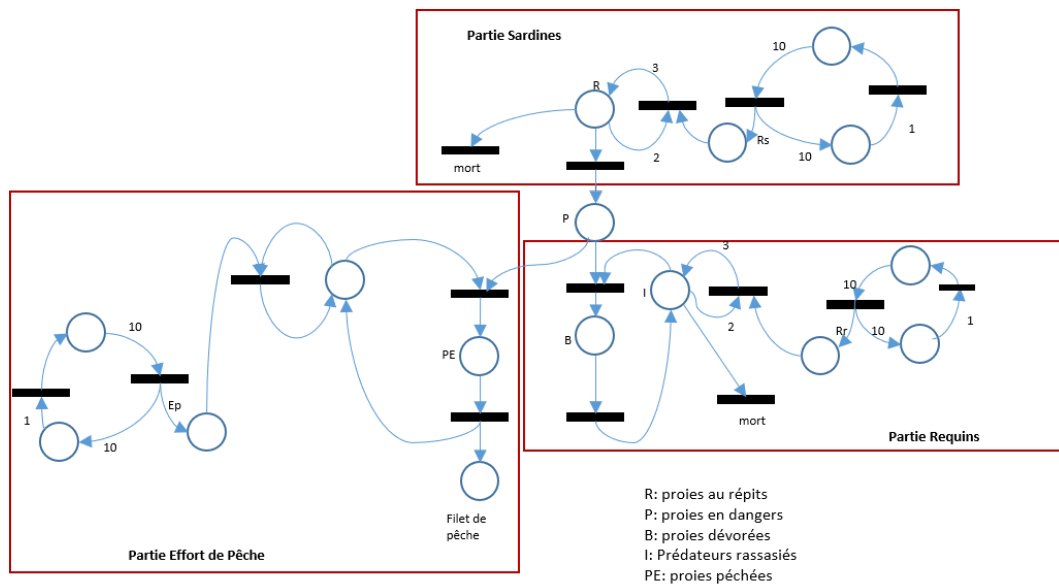 Partie Sardines
10
3
R
1
Rs
2
10
mort
P
3
10
I
1
2
Rr
10
B
10
PE
Ep
mort
1
10
Partie Requins
Filet de
pêche
Partie Effort de Pêche
R: proies au répits
P: proies en dangers
B: proies dévorées
I: Prédateurs rassasiés
PE: proies péchées